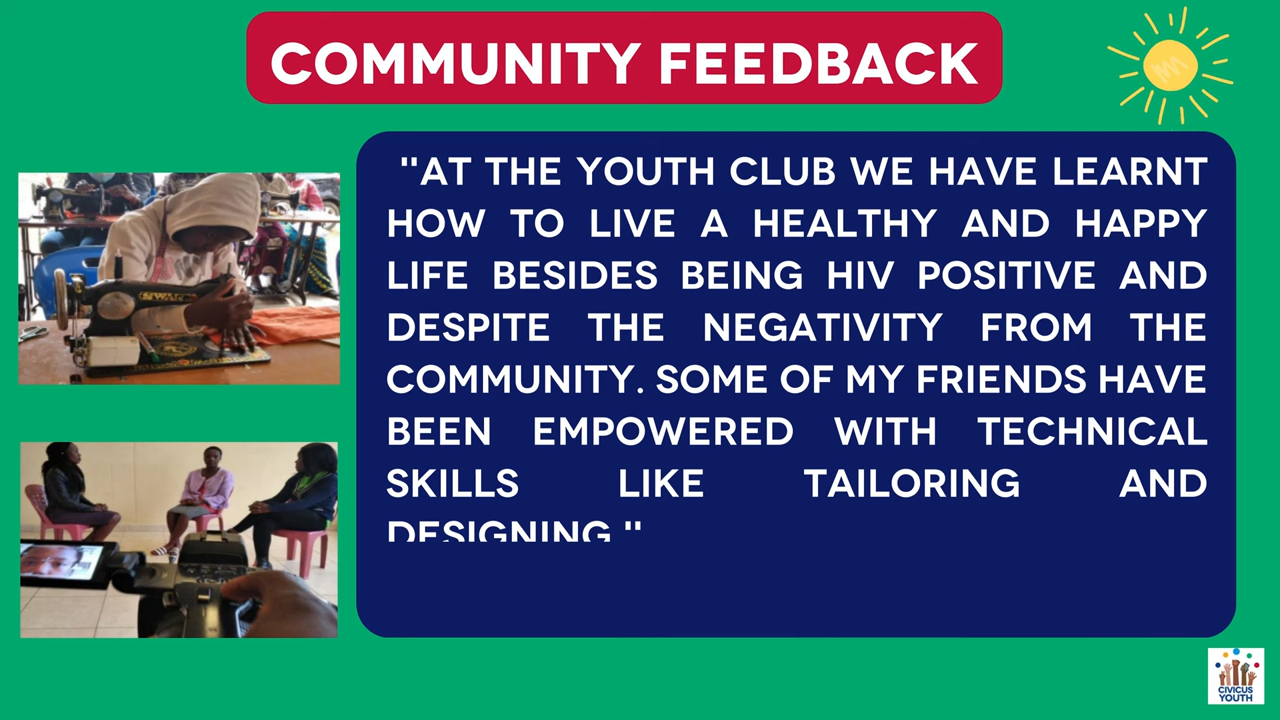 COMMUNITY FEEDBACK
"AT THE YOUTH CLUB WE HAVE LEARNT
HOW TO LIVE A HEALTHY AND HAPPY
LIFE BESIDES BEING HIV POSITIVE AND
DESPITE THE NEGATIVITY FROM THE
COMMUNITY. SOME OF MY FRIENDS HAVE
BEEN EMPOWERED WITH TECHNICAL
SKILLS LIKE TAILORING AND
DESIGNING."
CIVICUS
YOUTH